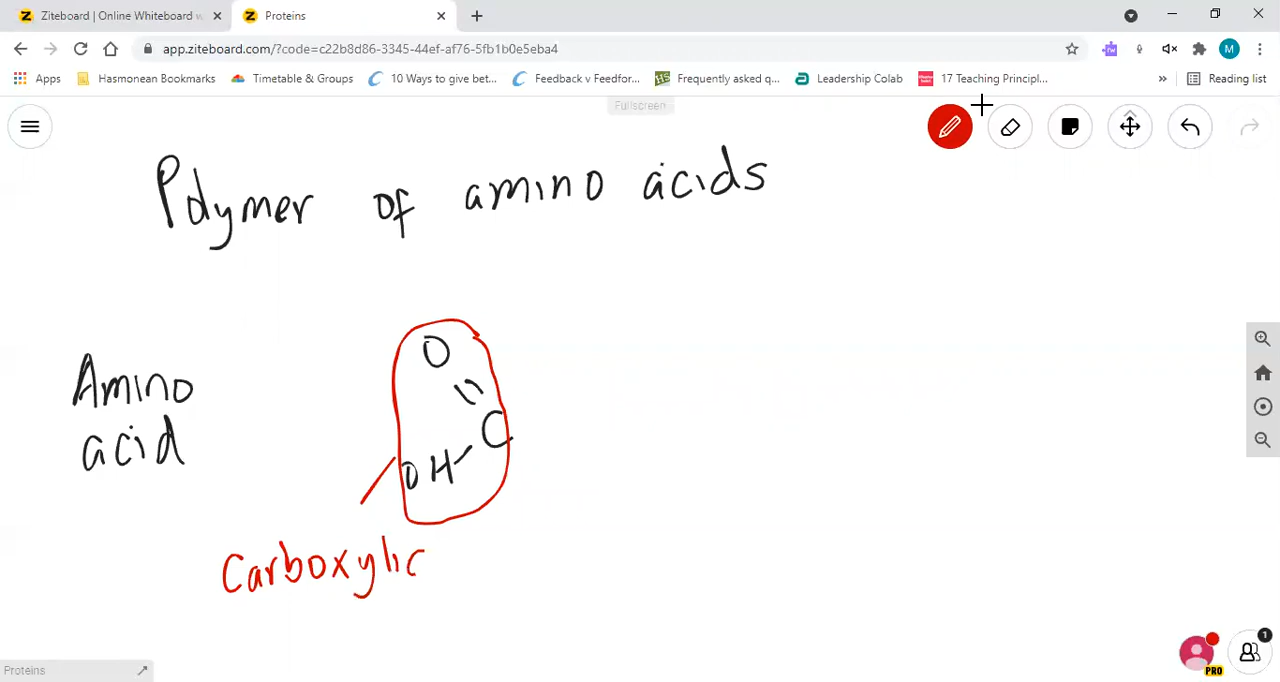 Ziteboard | Online Whiteboard w
Proteins
app.ziteboard.com/?code=c22b8d86-3345-44ef-af76-5fb1b0e5eba4
M
Apps
Hasmonean Bookmarks
Timetable & Groups
10 Ways to give bet...
Feedback v Feedfor...
Frequently asked q...
Leadership Colab
17 Teaching Principl...
»
Reading list
Fullscreen
Polymer of amino acids
Amino
acid
O
C
OH
Carboxylic
Proteins
PRO
1